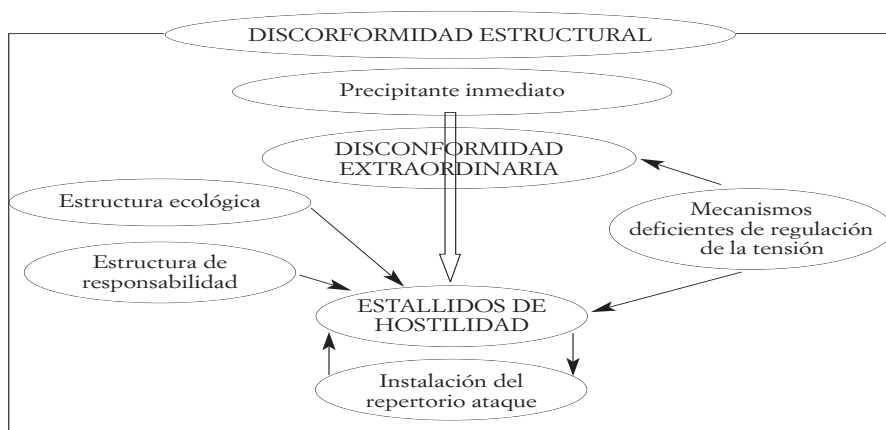 DISCORFORMIDAD ESTRUCTURAL
Precipitante inmediato
DISCONFORMIDAD
EXTRAORDINARIA
Estructura ecológica
Mecanismos
deficientes de regulación
de la tensión
Estructura de
responsabilidad
ESTALLIDOS DE
HOSTILIDAD
Instalación del
repertorio ataque